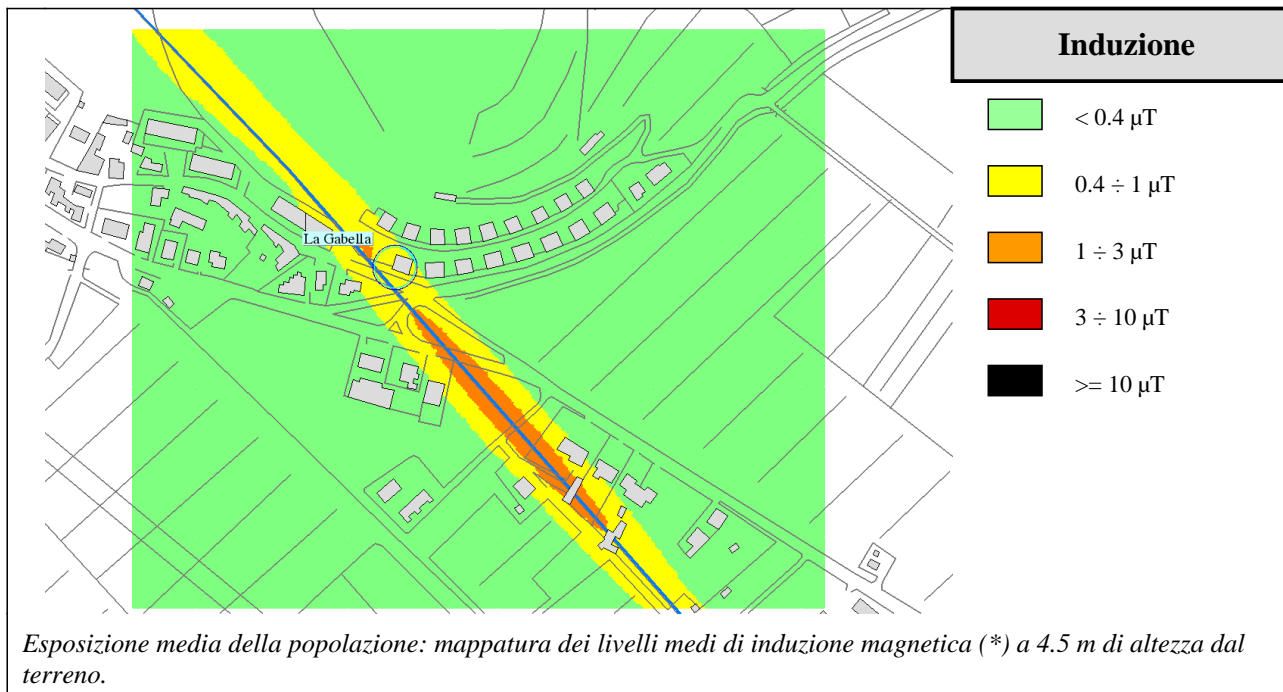 Induzione
< 0.4 µT
0.4 ÷ 1 µT
1 ÷ 3 µT
3 ÷ 10 µT
>= 10 µT
La Gabella
Esposizione media della popolazione: mappatura dei livelli medi di induzione magnetica (*) a 4.5 m di altezza dal
terreno.